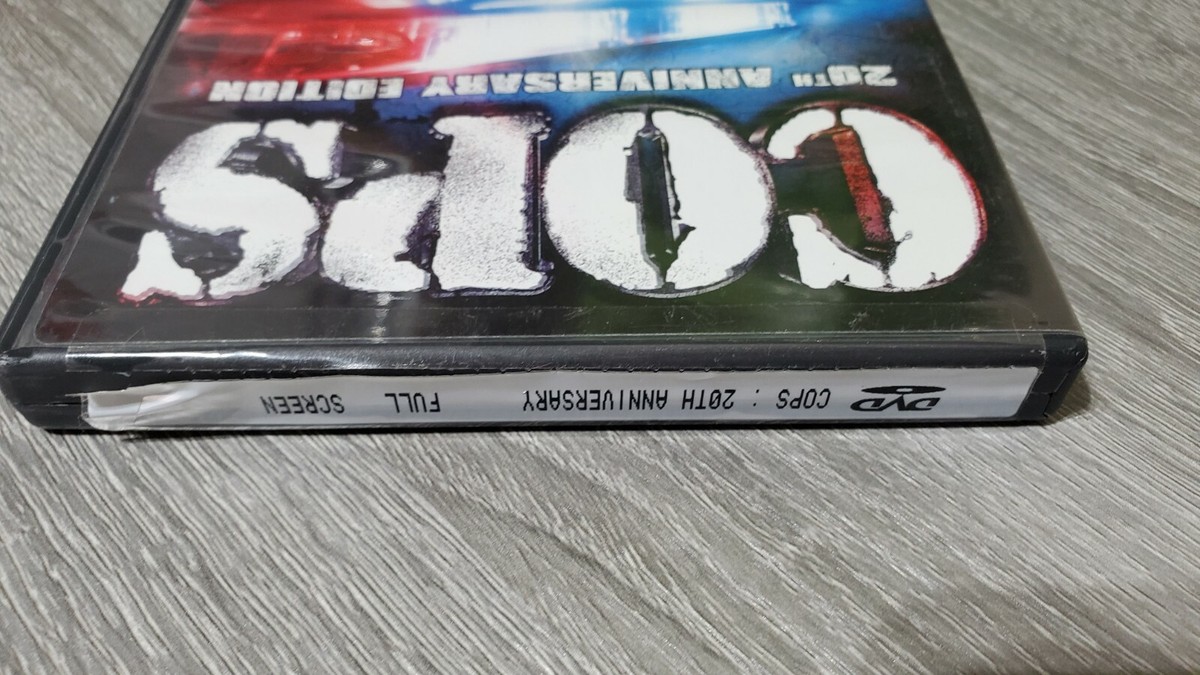 COPS
20TH ANNIVERSARY EDITION
DVD COPS : 20TH ANNIVERSARY FULL SCREEN